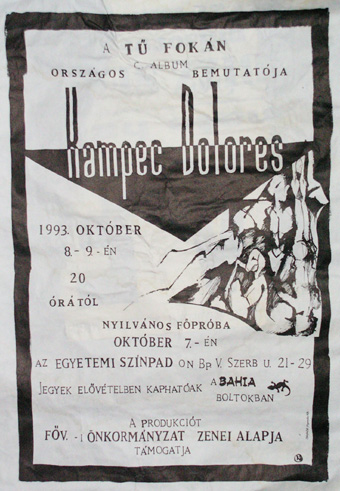 A TŰ FOKÁN
C. ALBUM
ORSZÁGOS BEMUTATÓJA
Kampec Dolores
1993. OKTÓBER
8.- 9.- ÉN
20
ÓRÁTÓL
NYILVÁNOS FŐPRÓBA
OKTÓBER 7.- ÉN
AZ EGYETEMI SZÍNPAD ON Bp V. SZERB U. 21-29
JEGYEK ELŐVÉTELBEN KAPHATÓAK A BAHIA
BOLTOKBAN
A PRODUKCIÓT
FŐV. - I ÖNKORMÁNYZAT ZENEI ALAPJA
TÁMOGATJA